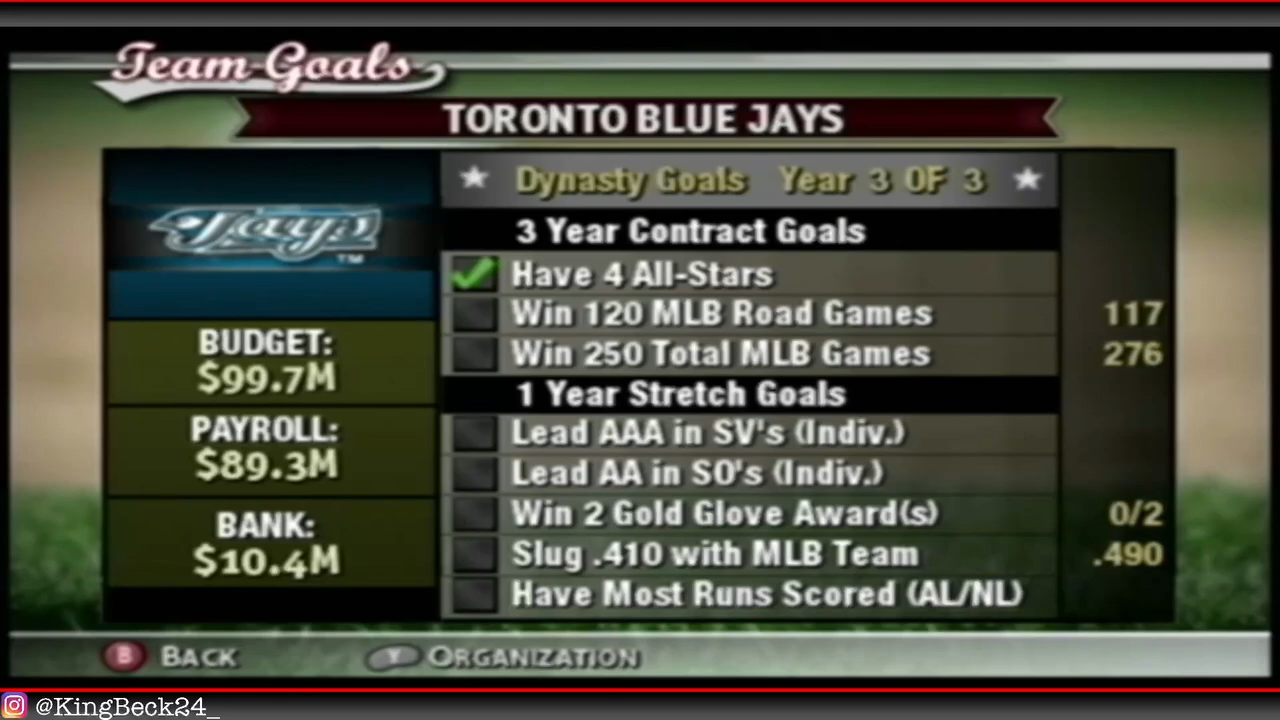 Team Goals
TORONTO BLUE JAYS
Jays
TM
BUDGET:
$99.7M
PAYROLL:
$89.3M
BANK:
$10.4M
Dynasty Goals Year 3 OF 3
3 Year Contract Goals
Have 4 All-Stars
Win 120 MLB Road Games 117
Win 250 Total MLB Games 276
1 Year Stretch Goals
Lead AAA in SV's (Indiv.)
Lead AA in SO's (Indiv.)
Win 2 Gold Glove Award(s) 0/2
Slug .410 with MLB Team .490
Have Most Runs Scored (AL/NL)
B BACK Y ORGANIZATION
@KingBeck24_